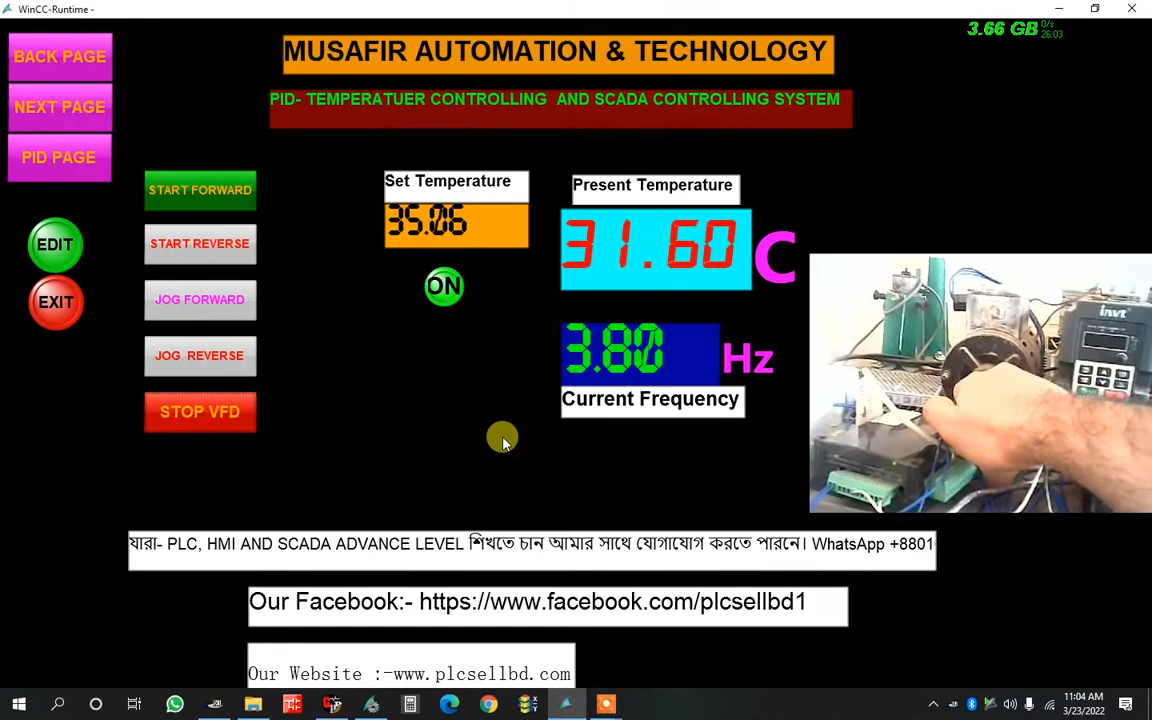 WinCC-Runtime -
3.66 GB 0/s
26:03
BACK PAGE
MUSAFIR AUTOMATION & TECHNOLOGY
NEXT PAGE
PID- TEMPERATUER CONTROLLING AND SCADA CONTROLLING SYSTEM
PID PAGE
START FORWARD
Set Temperature
Present Temperature
35.06
31.60 C
EDIT
START REVERSE
ON
EXIT
JOG FORWARD
invt
JOG REVERSE
3.80 Hz
STOP VFD
Current Frequency
যারা- PLC, HMI AND SCADA ADVANCE LEVEL শিখতে চান আমার সাথে যোগাযোগ করতে পারনে। WhatsApp +8801
Our Facebook:- https://www.facebook.com/plcsellbd1
Our Website :-www.plcsellbd.com
11:04 AM
3/23/2022